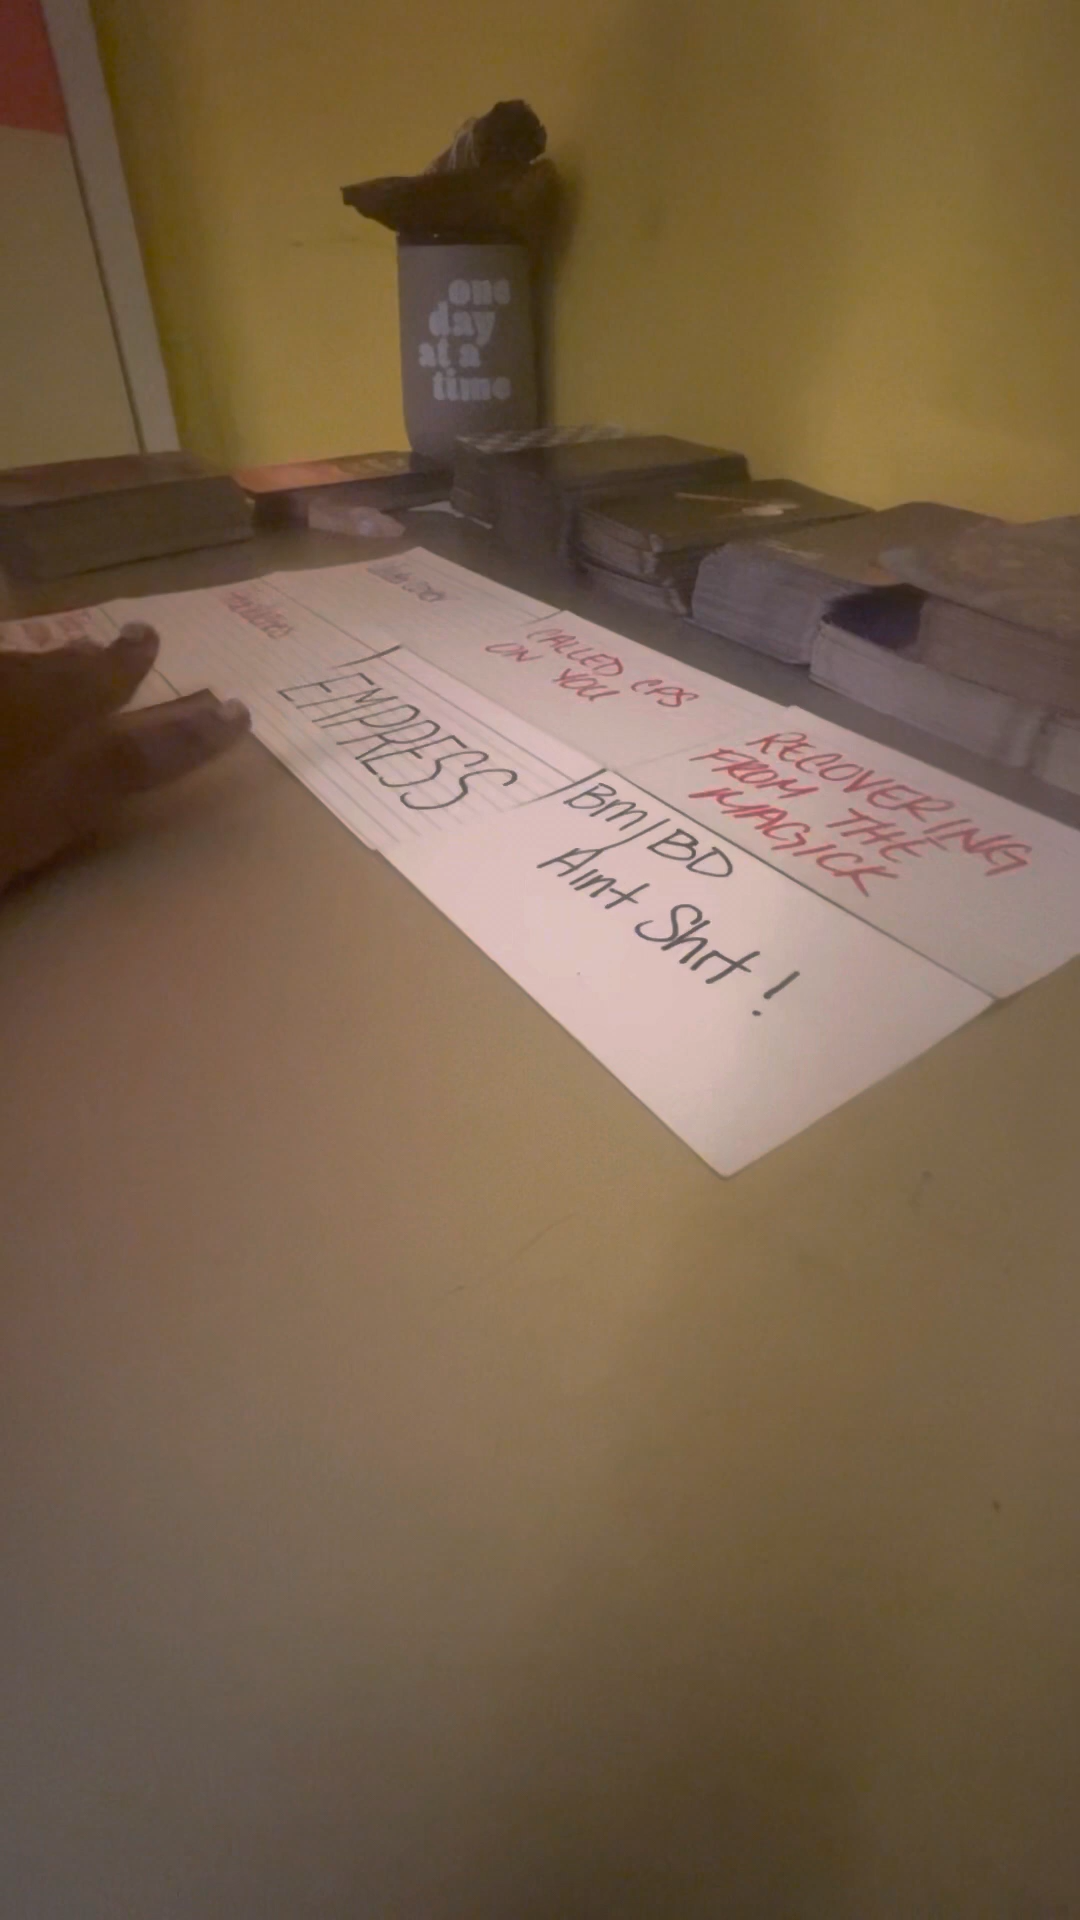 one
day
at a
time
CALLED CPS
ON YOU
RECOVERING
FROM THE
MAGICK
EMPRESS
BM/BD
Aint Shit !